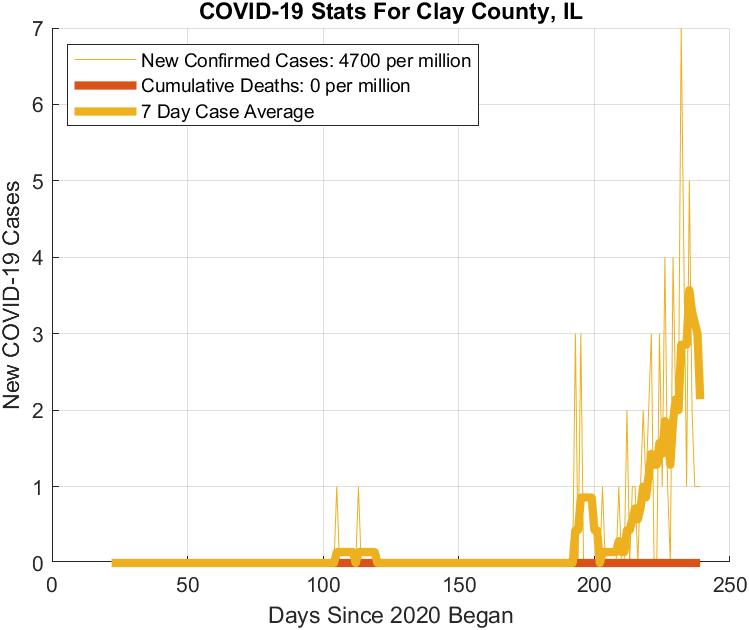 COVID-19 Stats For Clay County, IL
New Confirmed Cases: 4700 per million
Cumulative Deaths: 0 per million
7 Day Case Average
New COVID-19 Cases
7
6
5
4
3
2
1
0
0 50 100 150 200 250
Days Since 2020 Began